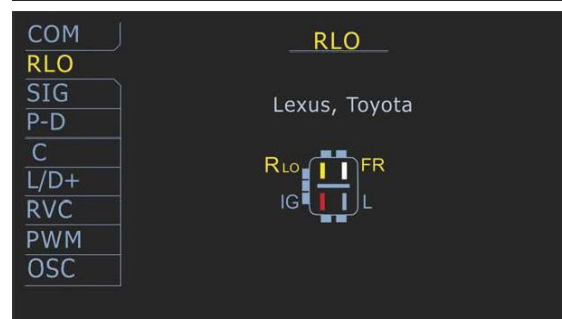 COM
RLO
SIG
P-D
C
L/D+
RVC
PWM
OSC
RLO
Lexus, Toyota
RLO FR
IG L